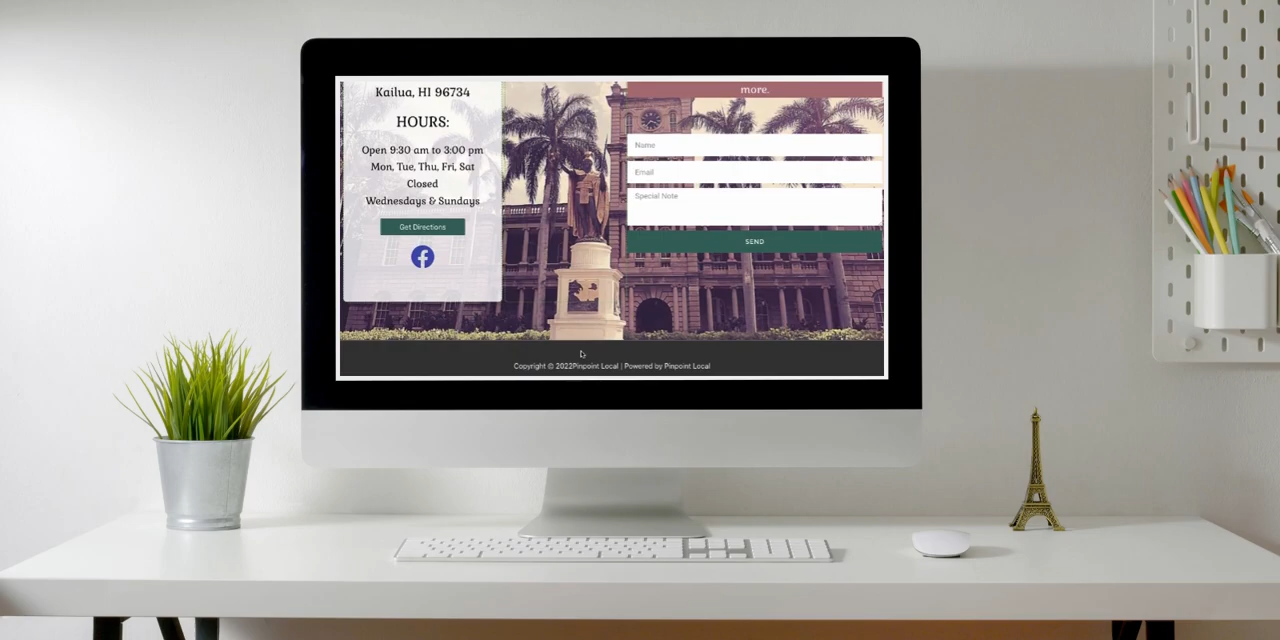 Kailua, HI 96734
HOURS:
Open 9:30 am to 3:00 pm
Mon, Tue, Thu, Fri, Sat
Closed
Wednesdays & Sundays
Get Directions
more.
Name
Email
Special Note
SEND
Copyright © 2022Pinpoint Local | Powered by Pinpoint Local